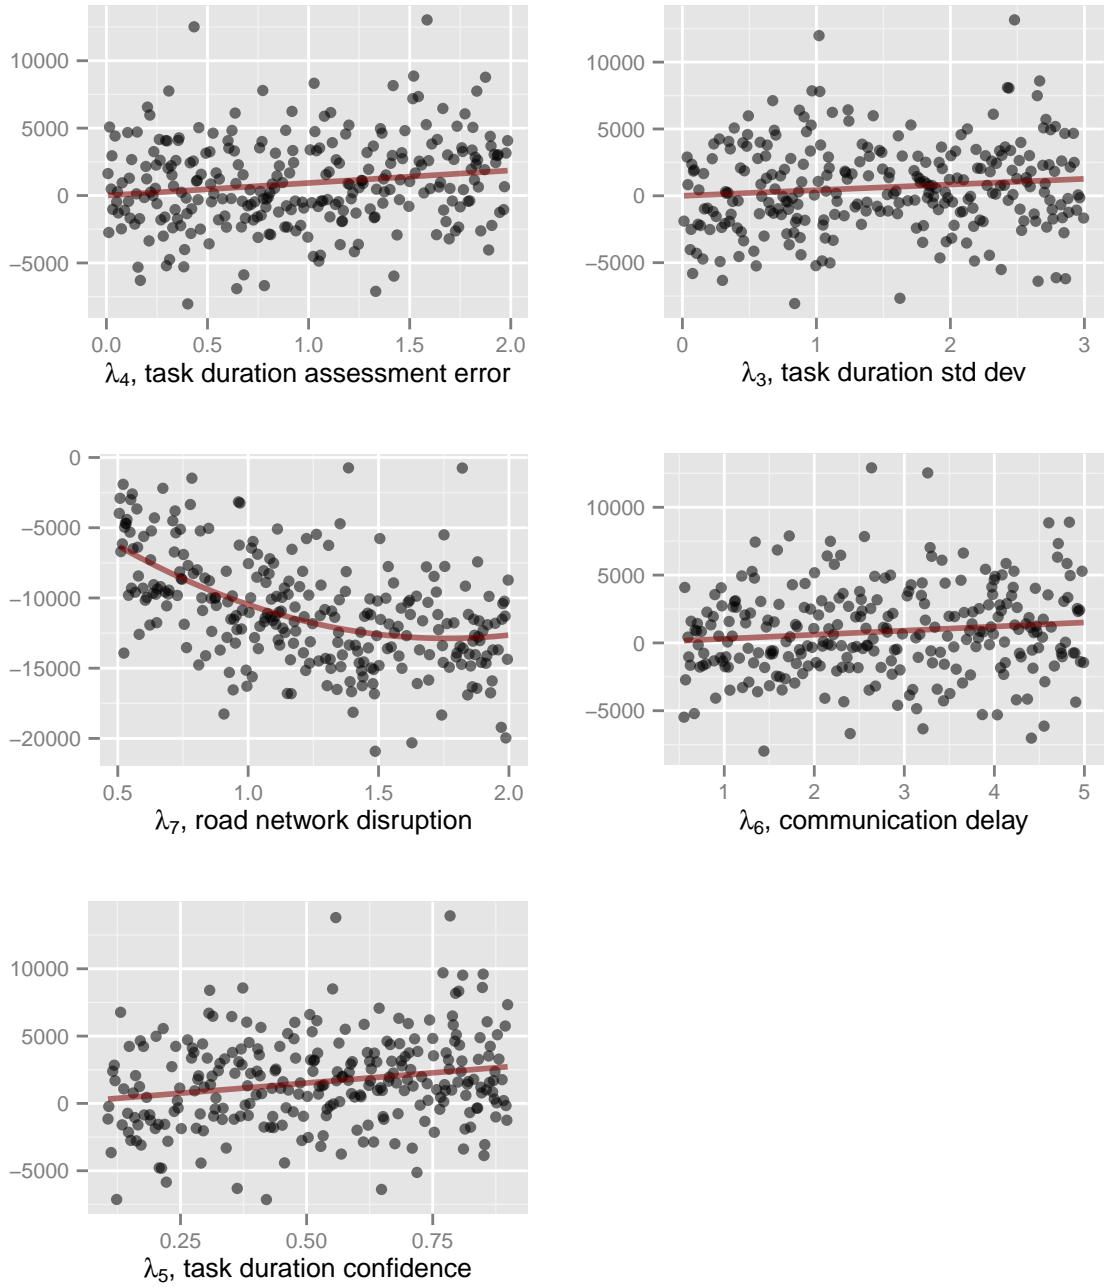 10000
5000
0
−5000
0.0 0.5 1.0 1.5 2.0
λ4, task duration assessment error
10000
5000
0
−5000
0 1 2 3
λ3, task duration std dev
0
−5000
−10000
−15000
−20000
0.5 1.0 1.5 2.0
λ7, road network disruption
10000
5000
0
−5000
1 2 3 4 5
λ6, communication delay
10000
5000
0
−5000
0.25 0.50 0.75
λ5, task duration confidence